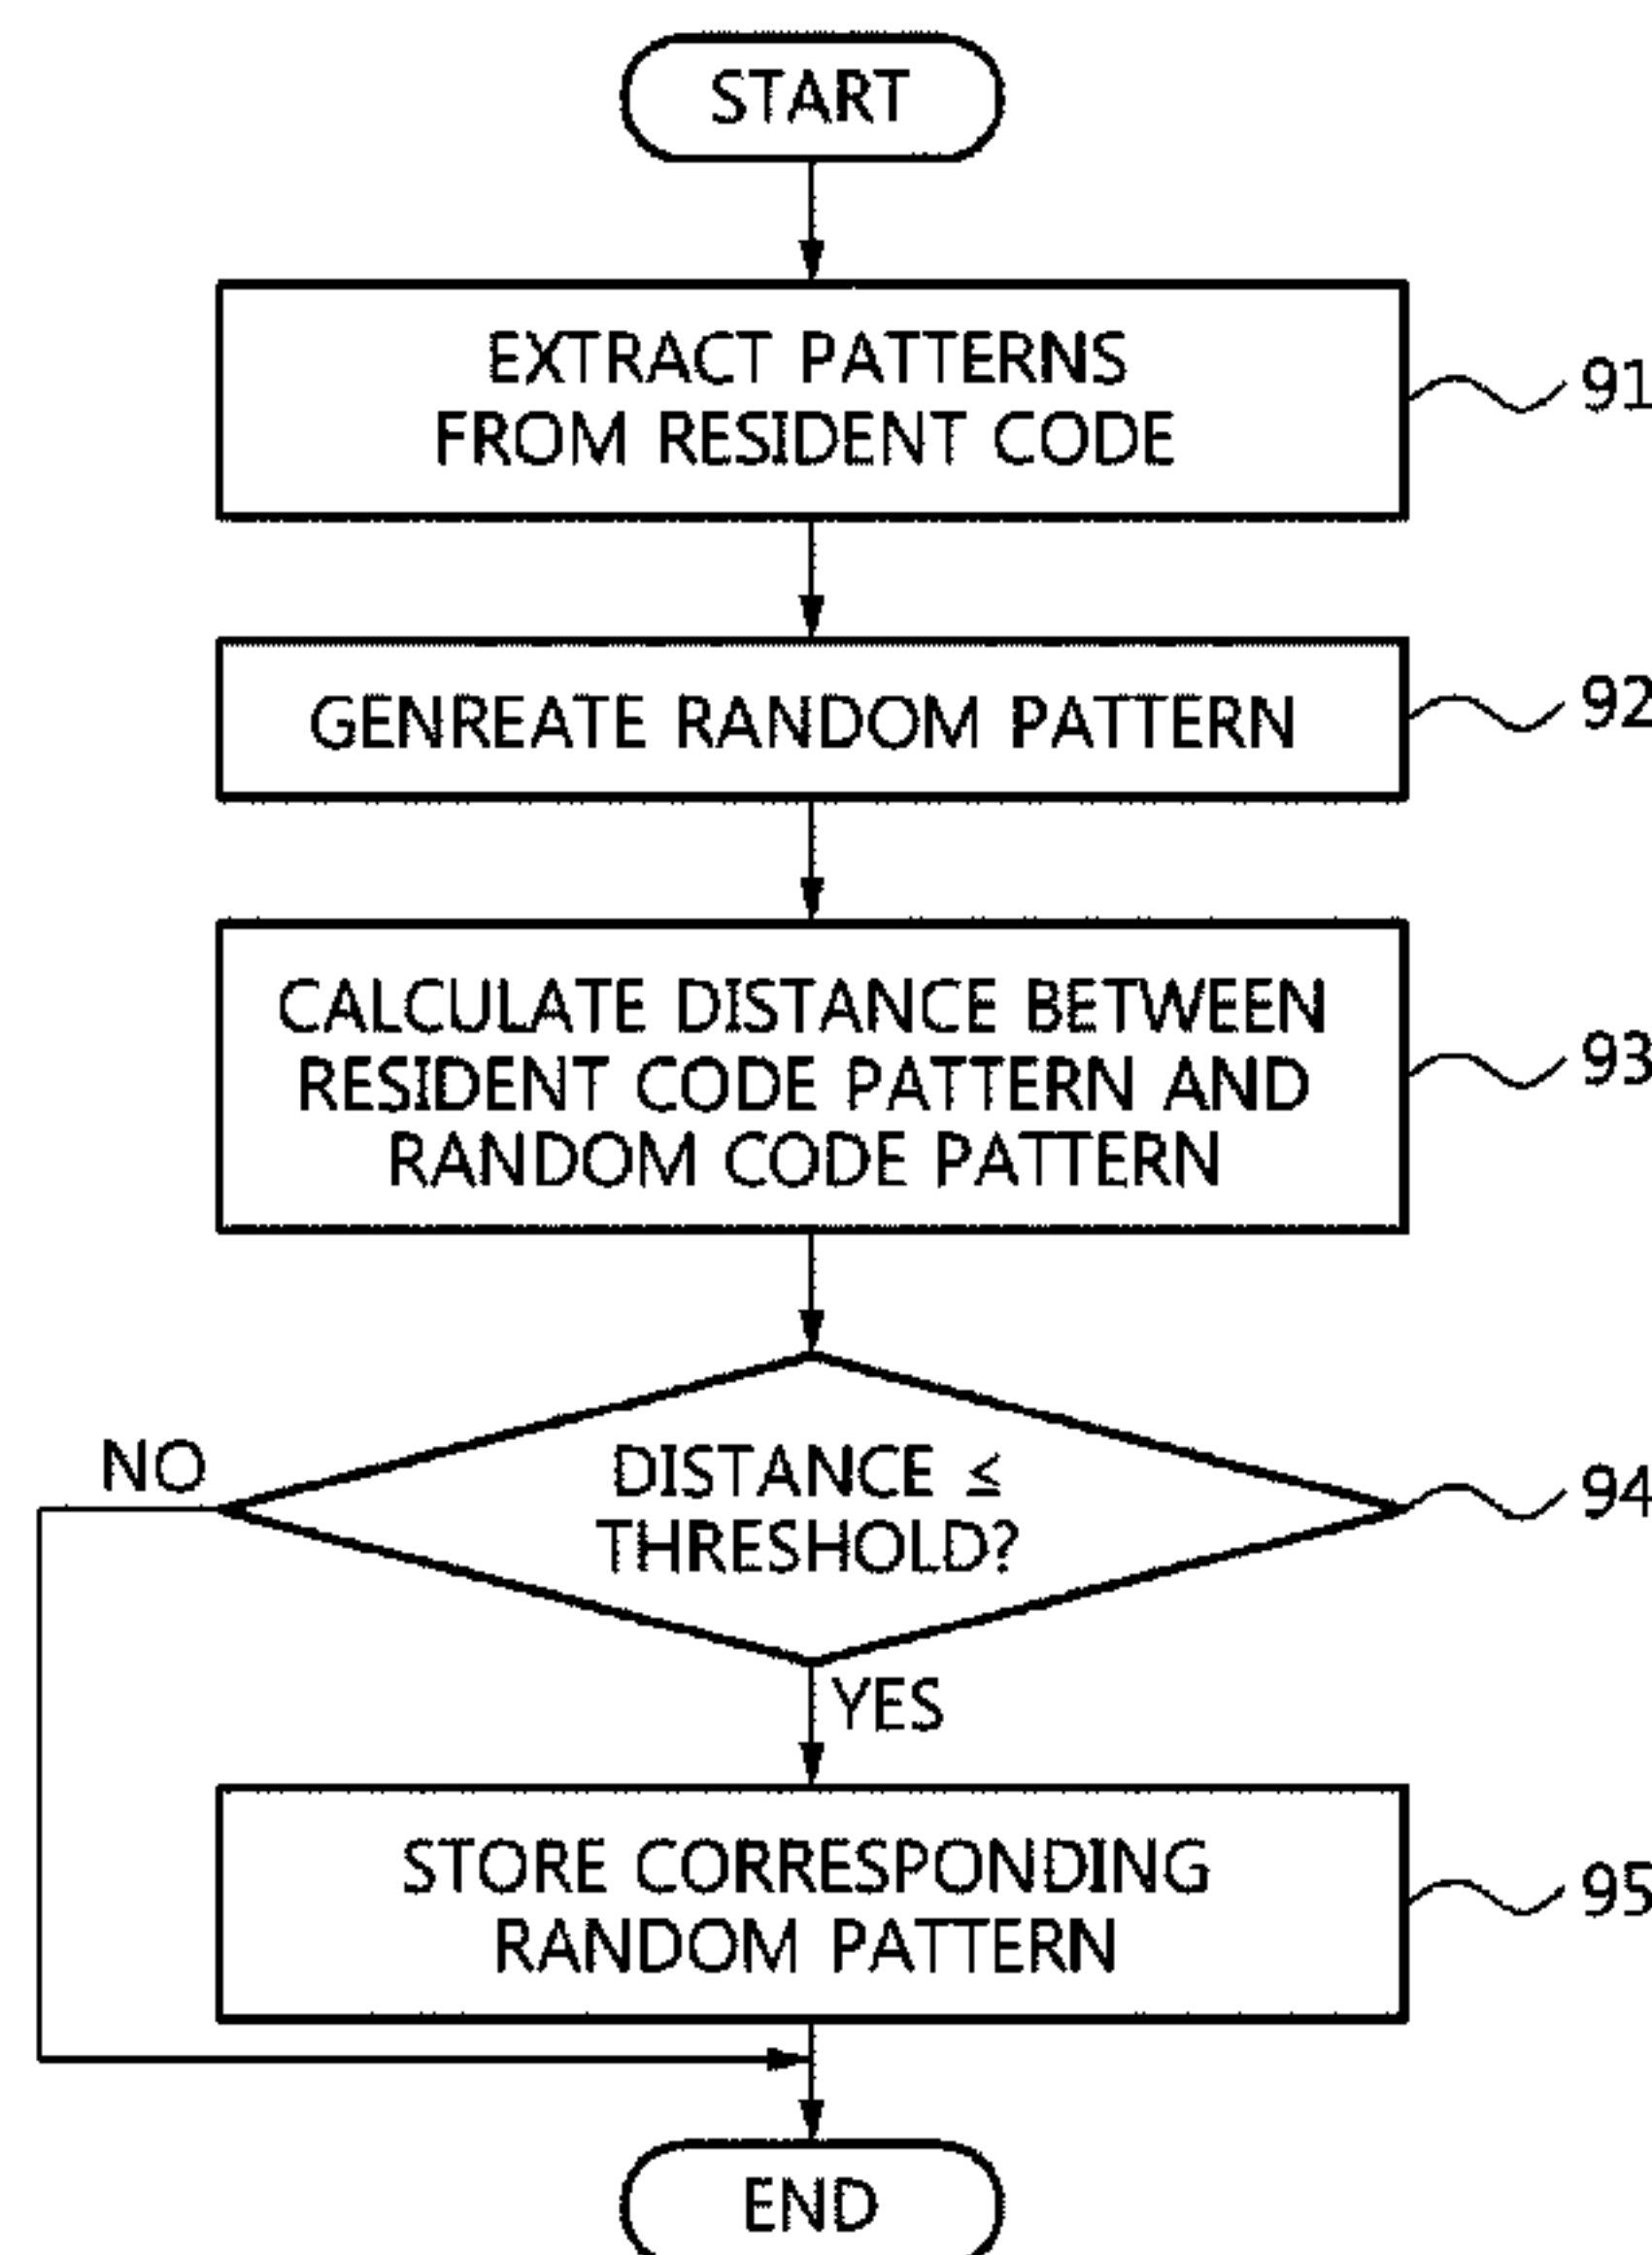 START
EXTRACT PATTERNS
FROM RESIDENT CODE
91
GENREATE RANDOM PATTERN
92
CALCULATE DISTANCE BETWEEN
RESIDENT CODE PATTERN AND
RANDOM CODE PATTERN
93
NO
DISTANCE ≤
THRESHOLD?
94
YES
STORE CORRESPONDING
RANDOM PATTERN
95
END